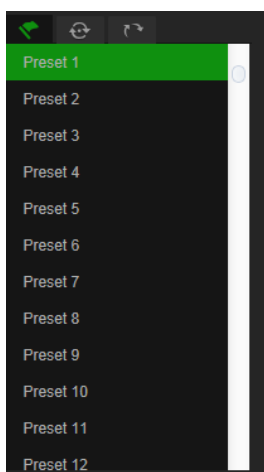 Preset 1
Preset 2
Preset 3
Preset 4
Preset 5
Preset 6
Preset 7
Preset 8
Preset 9
Preset 10
Preset 11
Preset 12